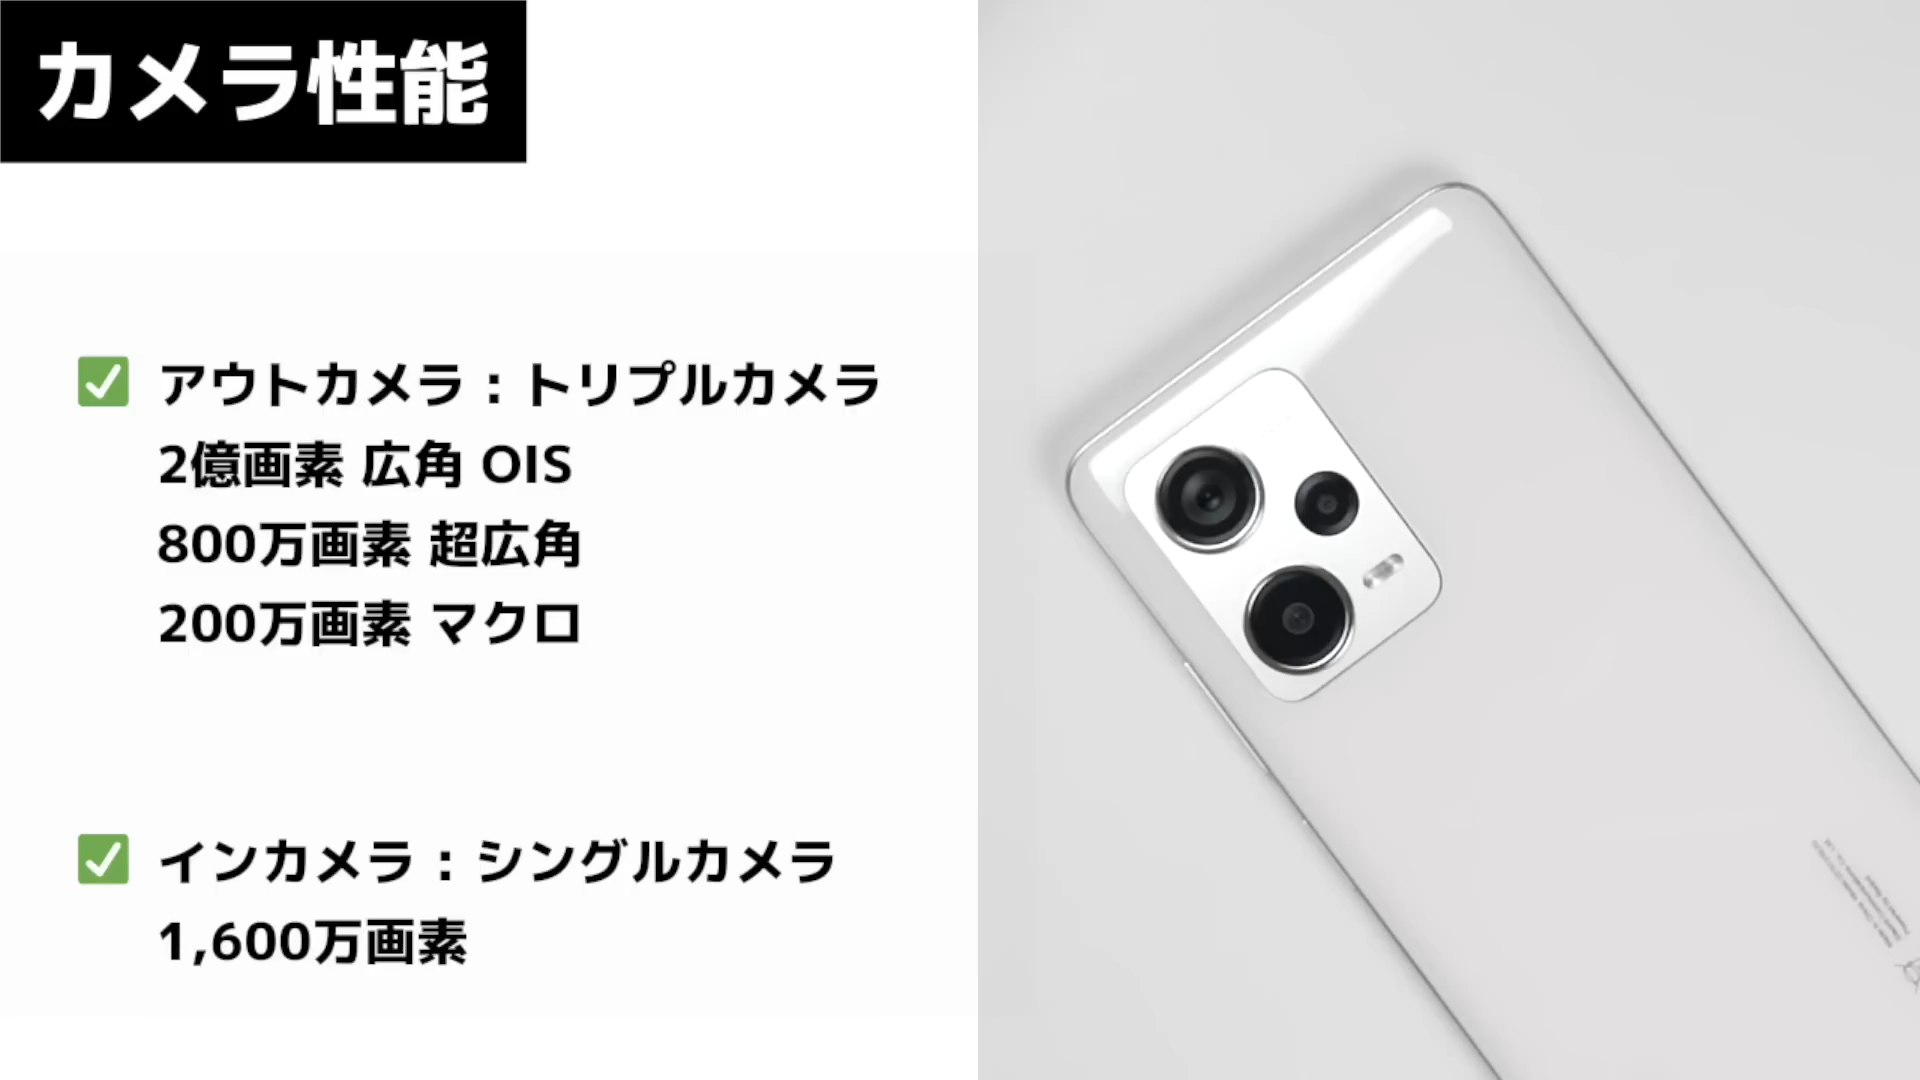 カメラ性能
アウトカメラ：トリプルカメラ
2億画素 広角 OIS
800万画素 超広角
200万画素 マクロ
インカメラ：シングルカメラ
1,600万画素